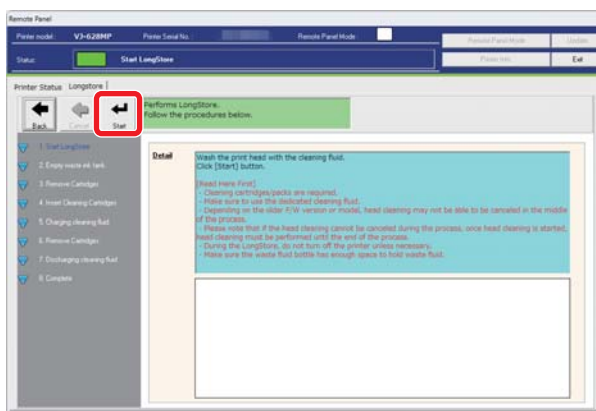 Remote Panel
Printer model: VJ-628MP Printer Serial No.: Remote Panel Mode: Remote Panel Mode Update
Status: Start LongStore Printer Info Exit
Printer Status Longstore
Back Cancel Start
Performs LongStore.
Follow the procedures below.
1. Start LongStore
2. Empty waste ink tank.
3. Remove Cartridges
4. Insert Cleaning Cartridges
5. Charging cleaning fluid
6. Remove Cartridges
7. Discharging cleaning fluid
8. Complete
Detail
Wash the print head with the cleaning fluid.
Click [Start] button.
[Read Here First]
- Cleaning cartridges/packs are required.
- Make sure to use the dedicated cleaning fluid.
- Depending on the older F/W version or model, head cleaning may not be able to be canceled in the middle
of the process.
- Please note that if the head cleaning cannot be canceled during the process, once head cleaning is started,
head cleaning must be performed until the end of the process.
- During the LongStore, do not turn off the printer unless necessary.
- Make sure the waste fluid bottle has enough space to hold waste fluid.